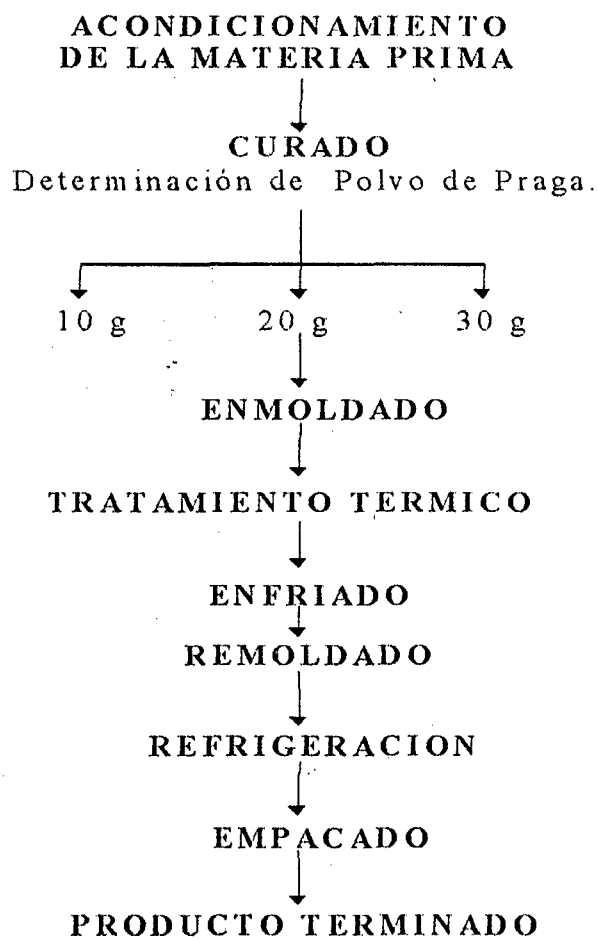 ACONDICIONAMIENTO
DE LA MATERIA PRIMA
CURADO
Determinación de Polvo de Praga.
10 g 20 g 30 g
ENMOLDADO
TRATAMIENTO TERMICO
ENFRIADO
REMOLDADO
REFRIGERACION
EMPACADO
PRODUCTO TERMINADO